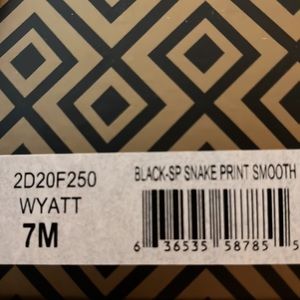 2D20F250
WYATT
7M
BLACK-SP SNAKE PRINT SMOOTH
6 36535 58785 5